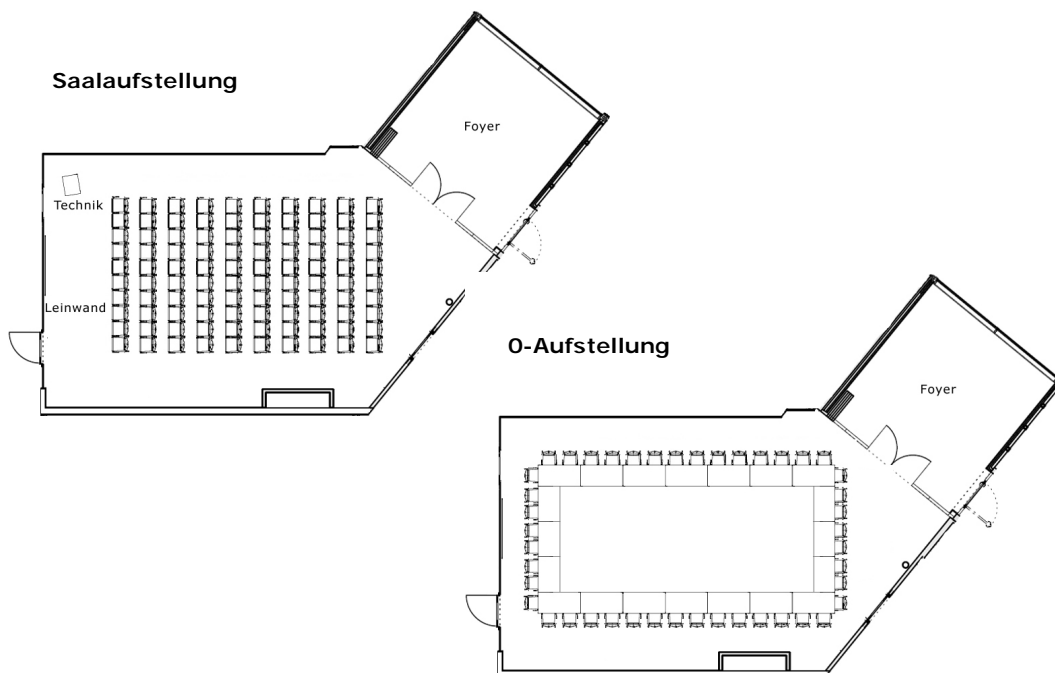 Saalaufstellung
Foyer
Technik
Leinwand
0-Aufstellung
Foyer